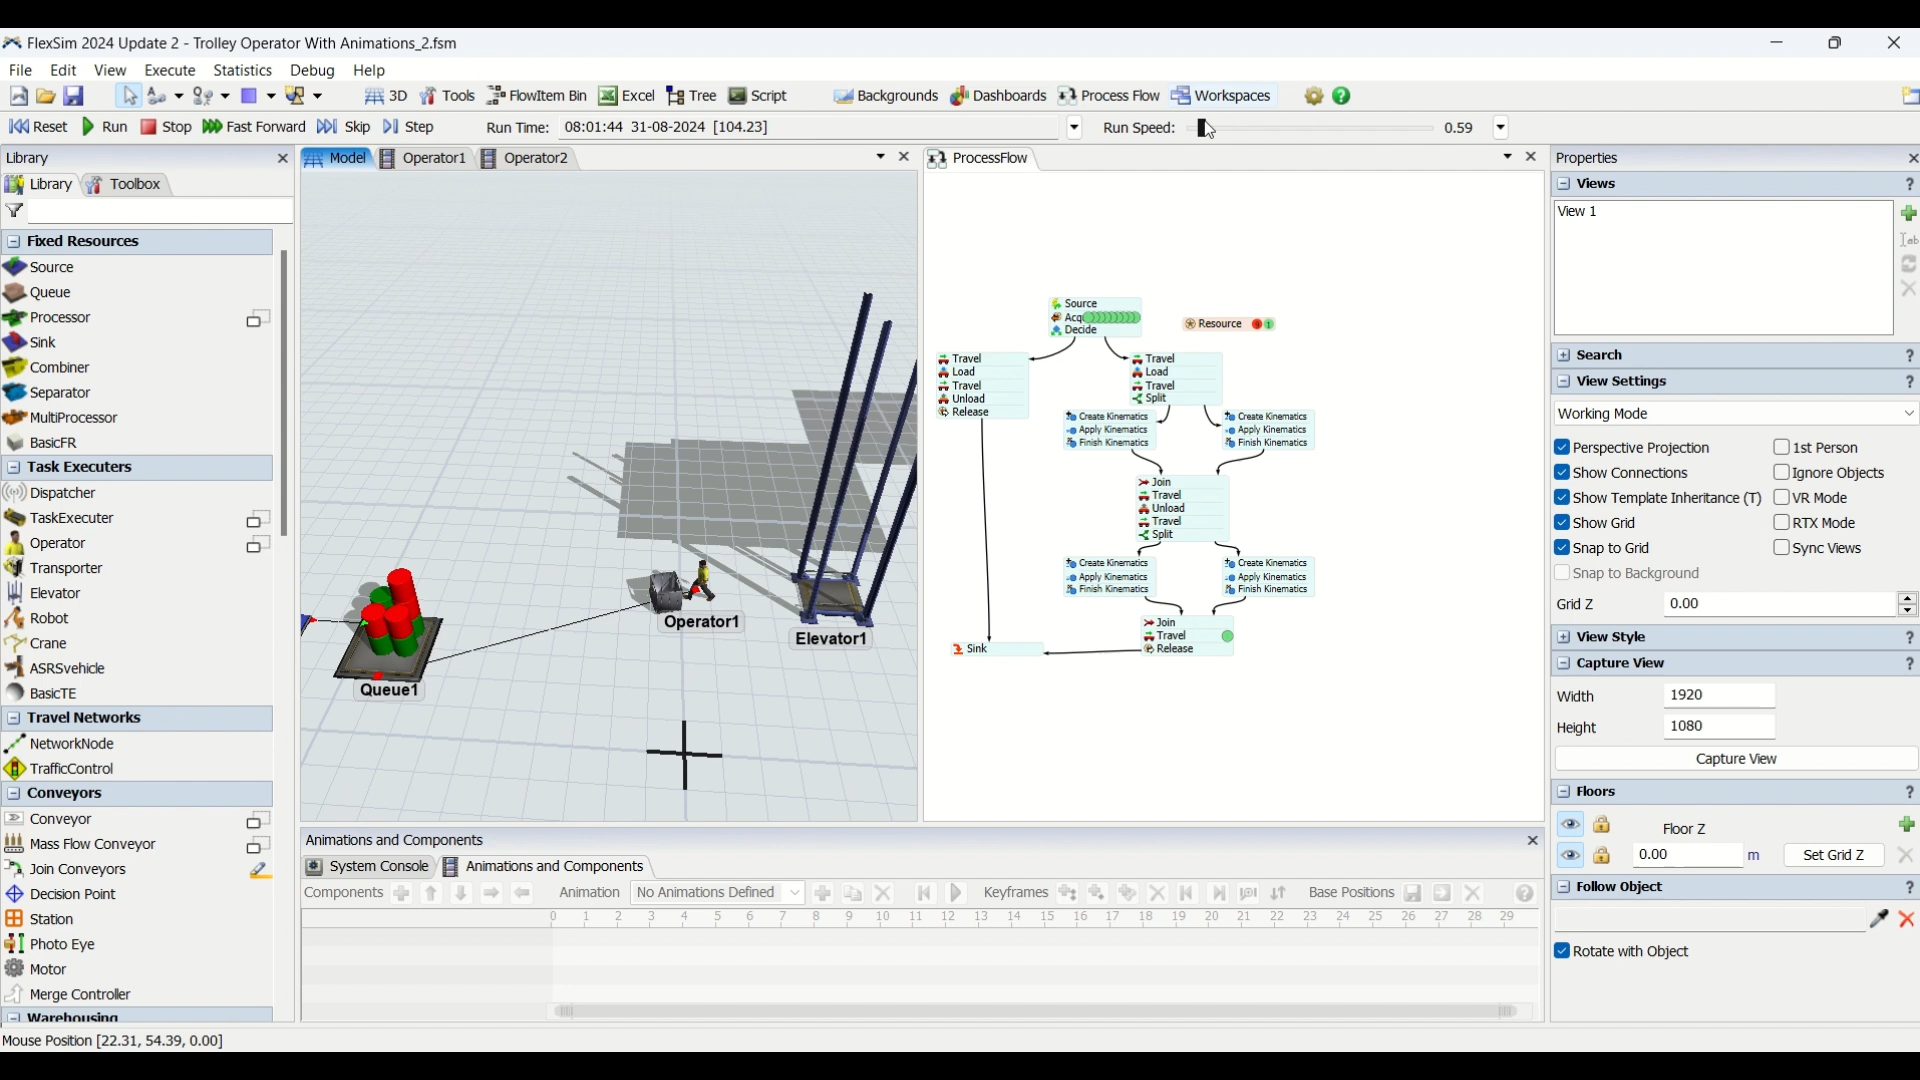 FlexSim 2024 Update 2 - Trolley Operator With Animations_2.fsm
File Edit View Execute Statistics Debug Help
3D Tools FlowItem Bin Excel Tree Script Backgrounds Dashboards Process Flow Workspaces
Reset Run Stop Fast Forward Skip Step Run Time: 08:01:44 31-08-2024 [104.23] Run Speed: 0.59
Library
Library Toolbox
Fixed Resources
Source
Queue
Processor
Sink
Combiner
Separator
MultiProcessor
BasicFR
Task Executers
Dispatcher
TaskExecuter
Operator
Transporter
Elevator
Robot
Crane
ASRSvehicle
BasicTE
Travel Networks
NetworkNode
TrafficControl
Conveyors
Conveyor
Mass Flow Conveyor
Join Conveyors
Decision Point
Station
Photo Eye
Motor
Merge Controller
Warehousing
Model Operator1 Operator2
Queue1
Operator1
Elevator1
ProcessFlow
Source
Decide
Resource 9 1
Travel
Load
Travel
Unload
Release
Travel
Load
Travel
Split
Create Kinematics
Apply Kinematics
Finish Kinematics
Create Kinematics
Apply Kinematics
Finish Kinematics
Join
Travel
Unload
Travel
Split
Create Kinematics
Apply Kinematics
Finish Kinematics
Create Kinematics
Apply Kinematics
Finish Kinematics
Join
Travel
Release
Sink
Animations and Components
System Console Animations and Components
Components Animation No Animations Defined Keyframes Base Positions
0 1 2 3 4 5 6 7 8 9 10 11 12 13 14 15 16 17 18 19 20 21 22 23 24 25 26 27 28 29
Properties
Views
View 1
Search
View Settings
Working Mode
Perspective Projection 1st Person
Show Connections Ignore Objects
Show Template Inheritance (T) VR Mode
Show Grid RTX Mode
Snap to Grid Sync Views
Snap to Background
Grid Z 0.00
View Style
Capture View
Width 1920
Height 1080
Capture View
Floors
Floor Z
0.00 m Set Grid Z
Follow Object
Rotate with Object
Mouse Position [22.31, 54.39, 0.00]